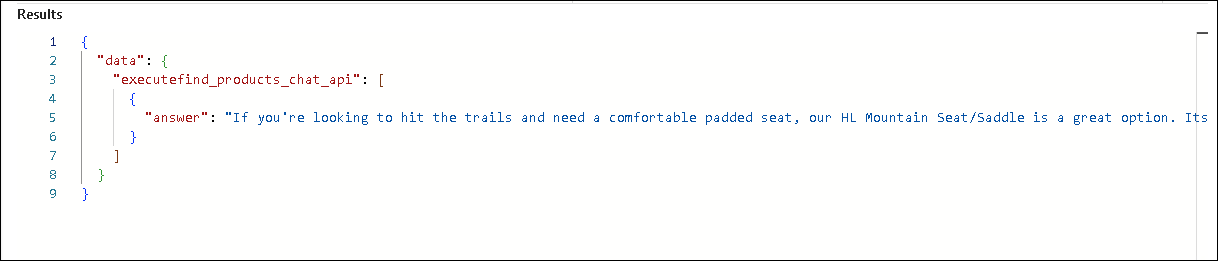 Results
1 {
2 "data": {
3 "executefind_products_chat_api": [
4 {
5 "answer": "If you're looking to hit the trails and need a comfortable padded seat, our HL Mountain Seat/Saddle is a great option. Its
6 }
7 ]
8 }
9 }